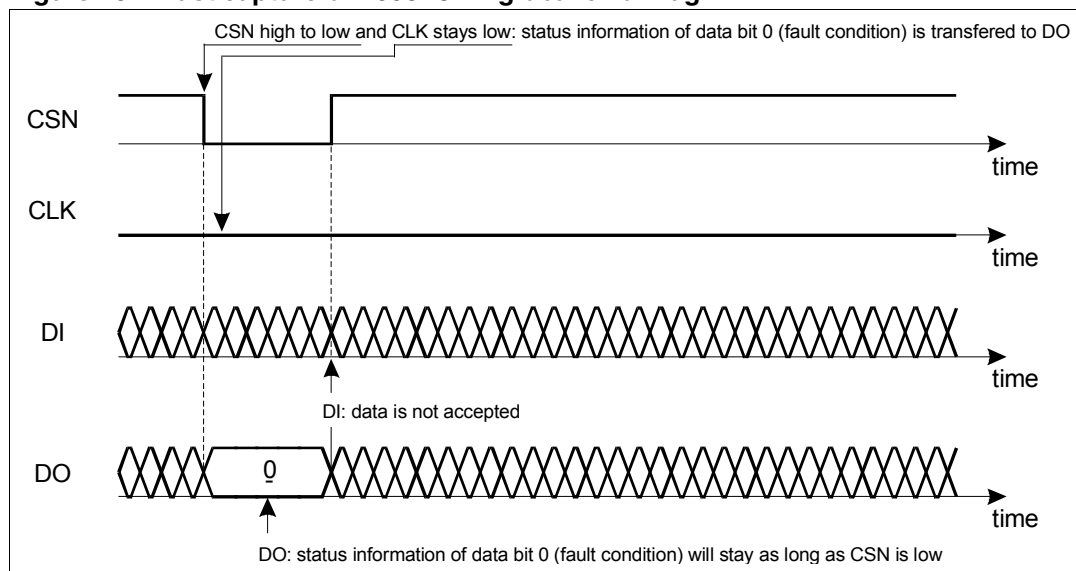 CSN high to low and CLK stays low: status information of data bit 0 (fault condition) is transfered to DO
CSN
time
CLK
time
DI
time
DI: data is not accepted
DO
0
time
DO: status information of data bit 0 (fault condition) will stay as long as CSN is low